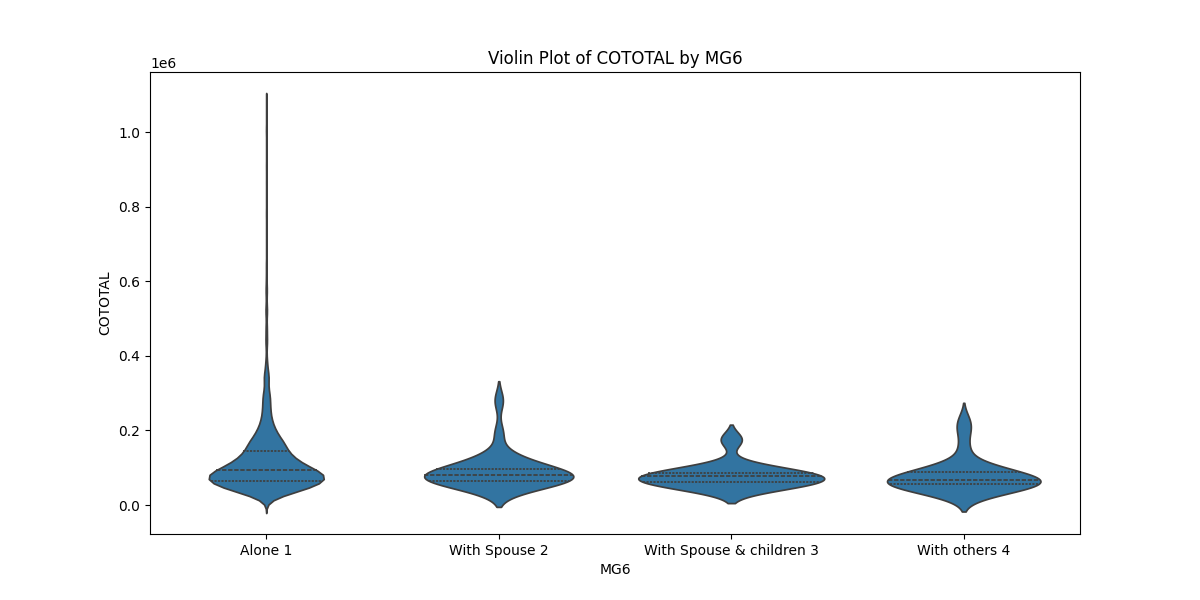 Violin Plot of COTOTAL by MG6
1e6
1.0
0.8
0.6
0.4
0.2
0.0
COTOTAL
Alone 1
With Spouse 2
With Spouse & children 3
With others 4
MG6